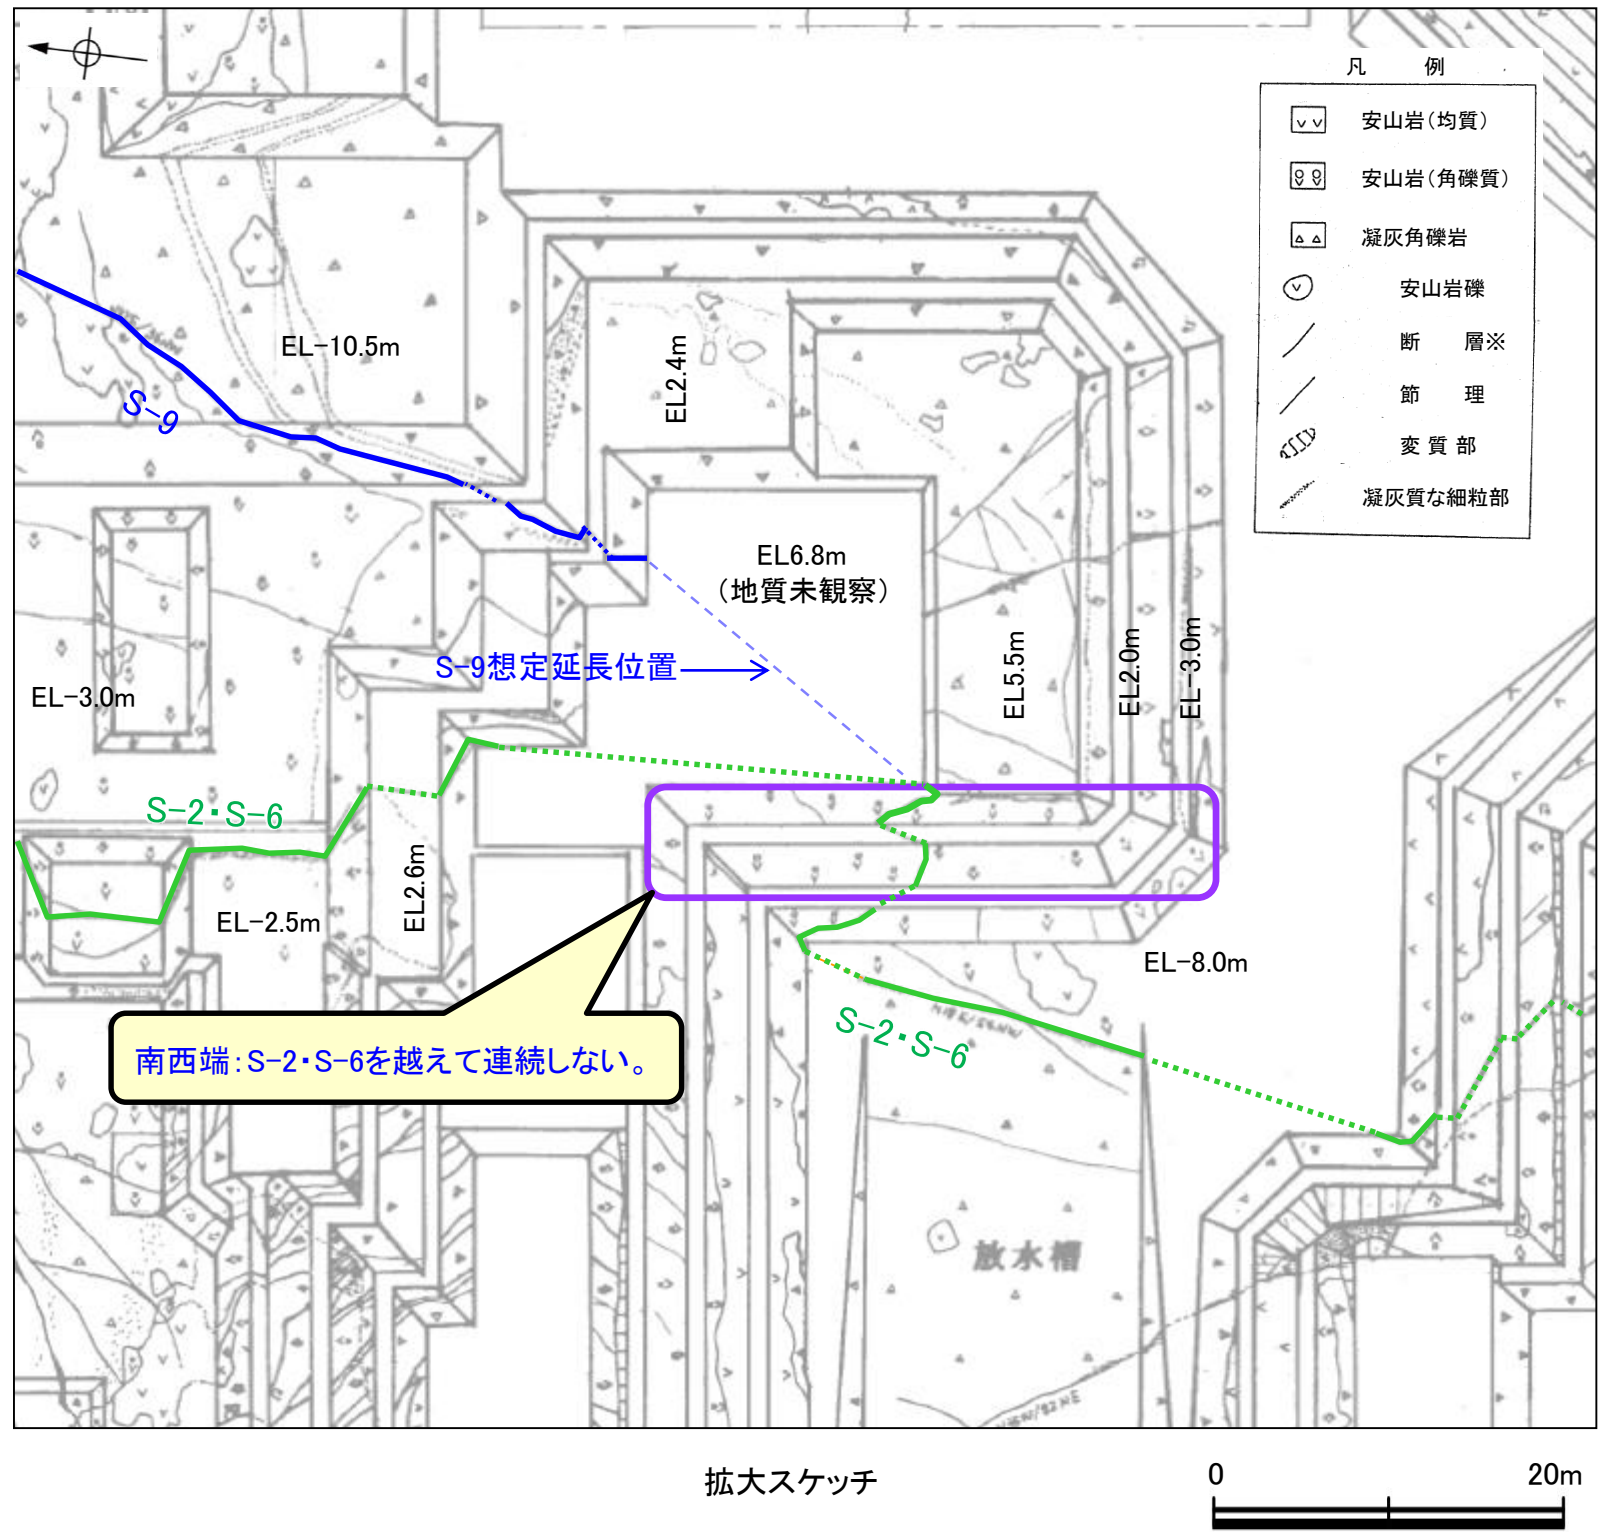 凡 例
安山岩(均質)
安山岩(角礫質)
凝灰角礫岩
安山岩礫
断 層※
節 理
変 質 部
凝灰質な細粒部
EL-10.5m
EL2.4m
S-9
EL6.8m
(地質未観察)
S-9想定延長位置
EL5.5m
EL2.0m
EL-3.0m
EL-3.0m
S-2・S-6
EL2.6m
EL-2.5m
EL-8.0m
S-2・S-6
南西端:S-2・S-6を越えて連続しない。
放水槽
拡大スケッチ
0 20m